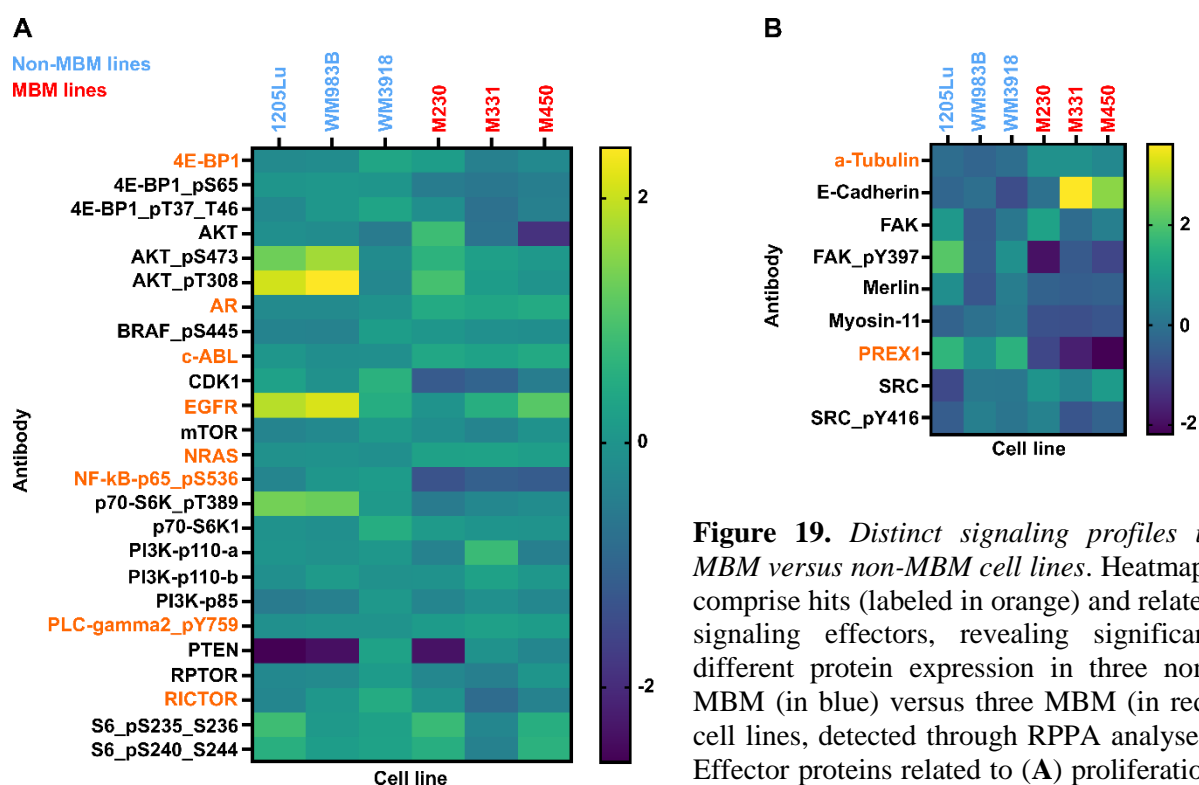 A
Non-MBM lines
MBM lines
1205Lu
WM983B
WM3918
M230
M331
M450
Antibody
4E-BP1
4E-BP1_pS65
4E-BP1_pT37_T46
AKT
AKT_pS473
AKT_pT308
AR
BRAF_pS445
c-ABL
CDK1
EGFR
mTOR
NRAS
NF-kB-p65_pS536
p70-S6K_pT389
p70-S6K1
PI3K-p110-a
PI3K-p110-b
PI3K-p85
PLC-gamma2_pY759
PTEN
RPTOR
RICTOR
S6_pS235_S236
S6_pS240_S244
Cell line
2
0
-2
B
1205Lu
WM983B
WM3918
M230
M331
M450
Antibody
a-Tubulin
E-Cadherin
FAK
FAK_pY397
Merlin
Myosin-11
PREX1
SRC
SRC_pY416
Cell line
2
0
-2
Figure 19. Distinct signaling profiles
MBM versus non-MBM cell lines. Heatmap
comprise hits (labeled in orange) and relate
signaling effectors, revealing significan
different protein expression in three non
MBM (in blue) versus three MBM (in red
cell lines, detected through RPPA analyse
Effector proteins related to (A) proliferatio